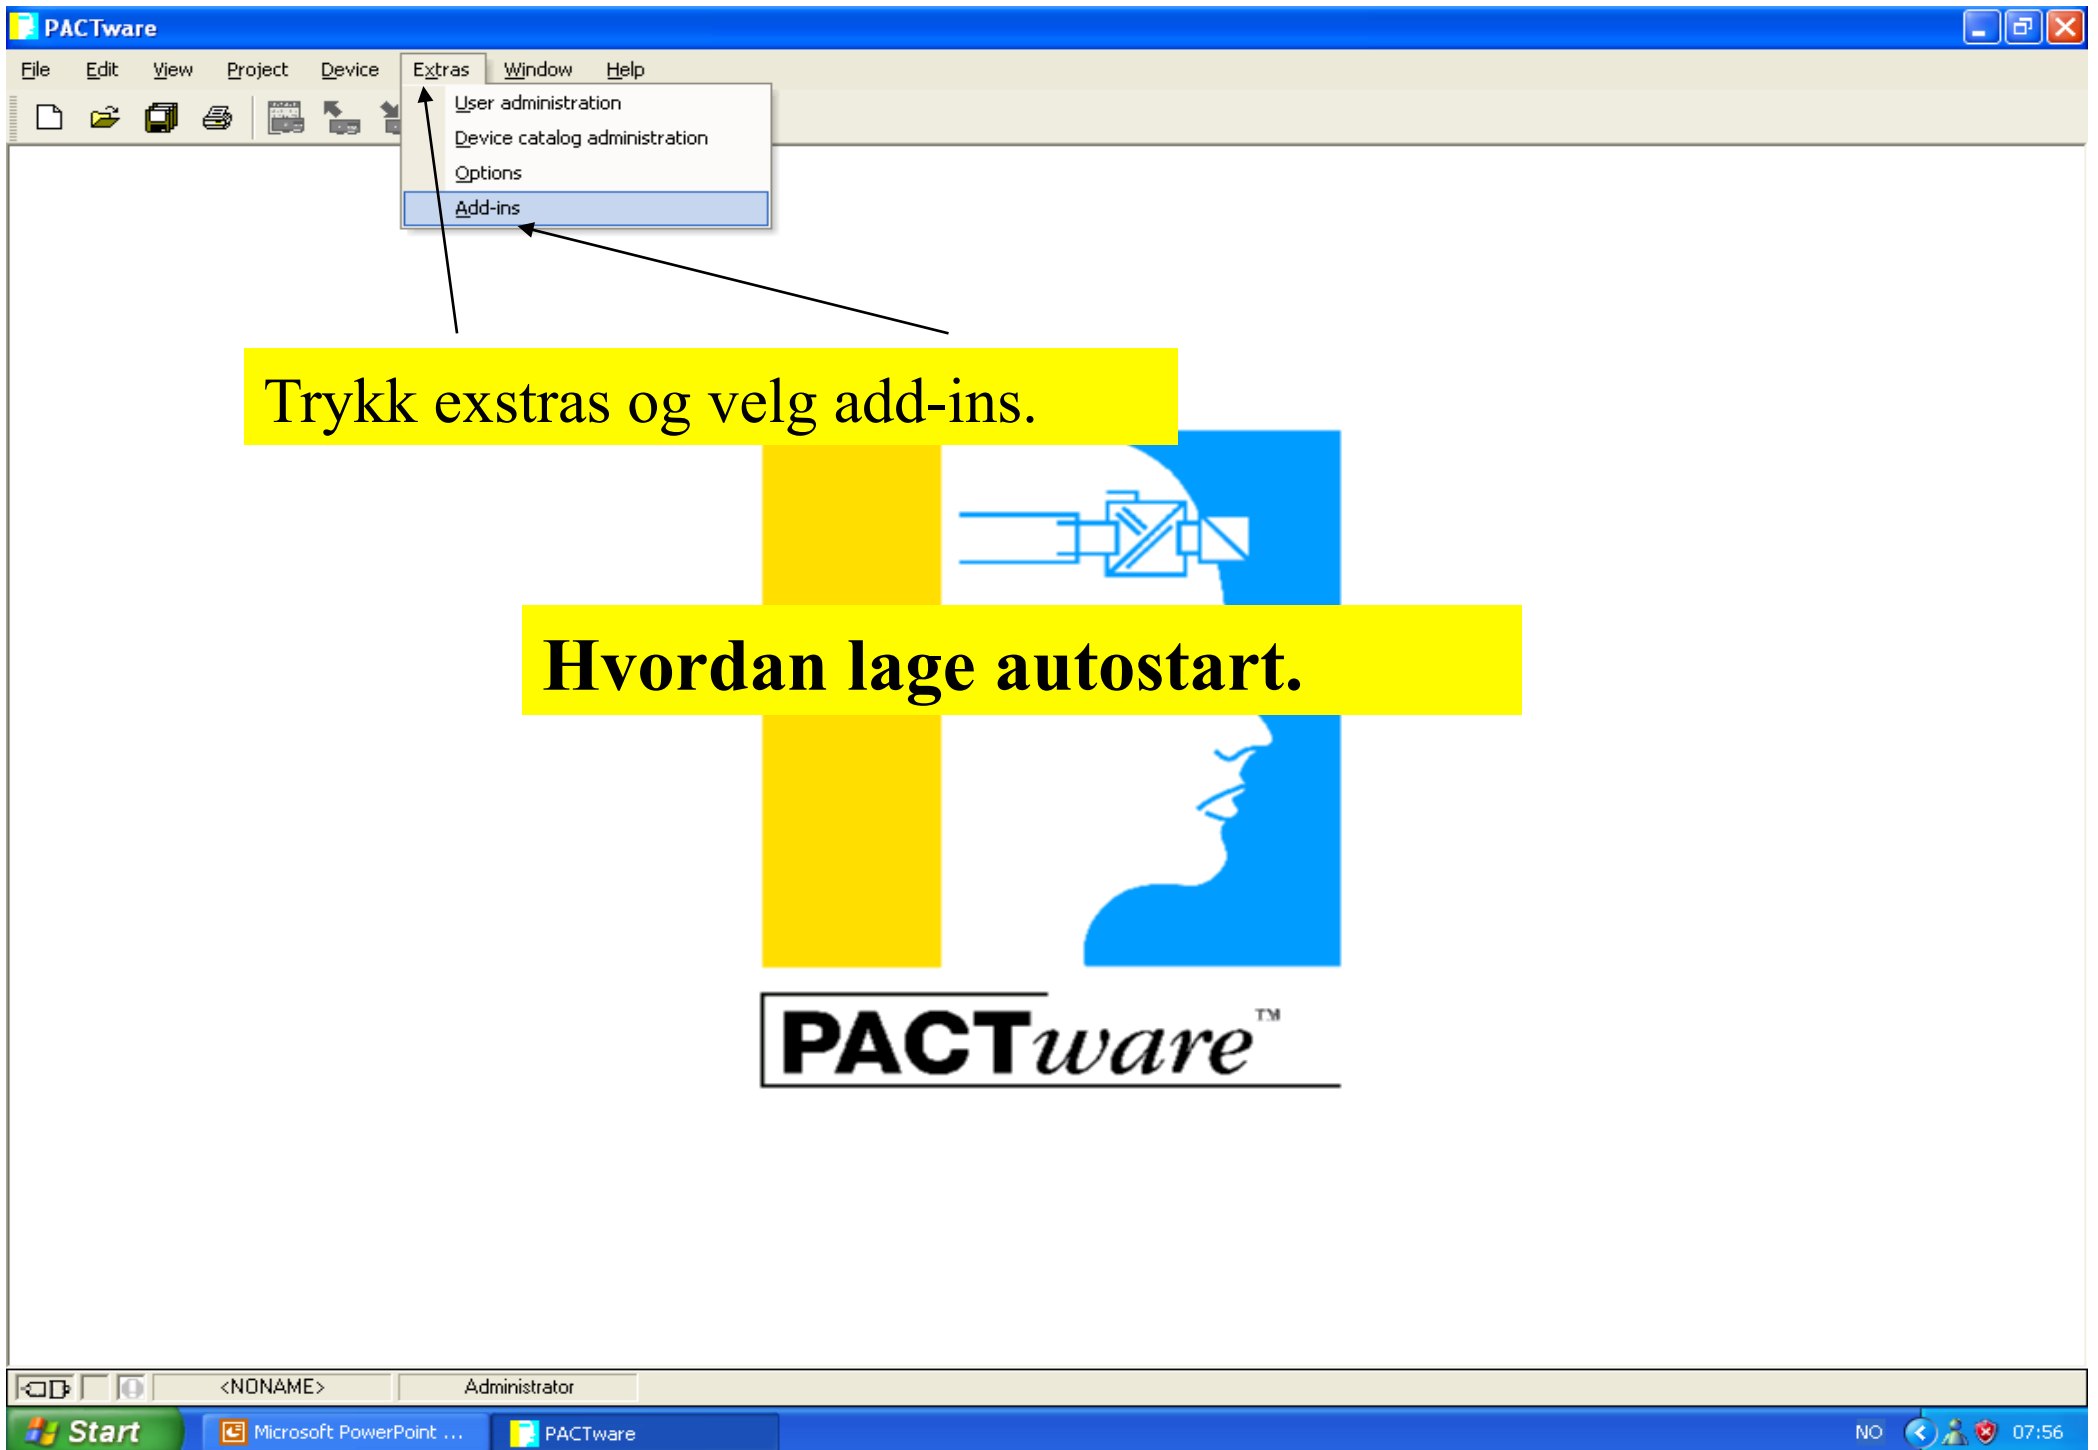 PACTware
File Edit View Project Device Extras Window Help
User administration
Device catalog administration
Options
Add-ins
Trykk exstras og velg add-ins.
Hvordan lage autostart.
PACTware™
<NONAME> Administrator
Start Microsoft PowerPoint ... PACTware NO 07:56